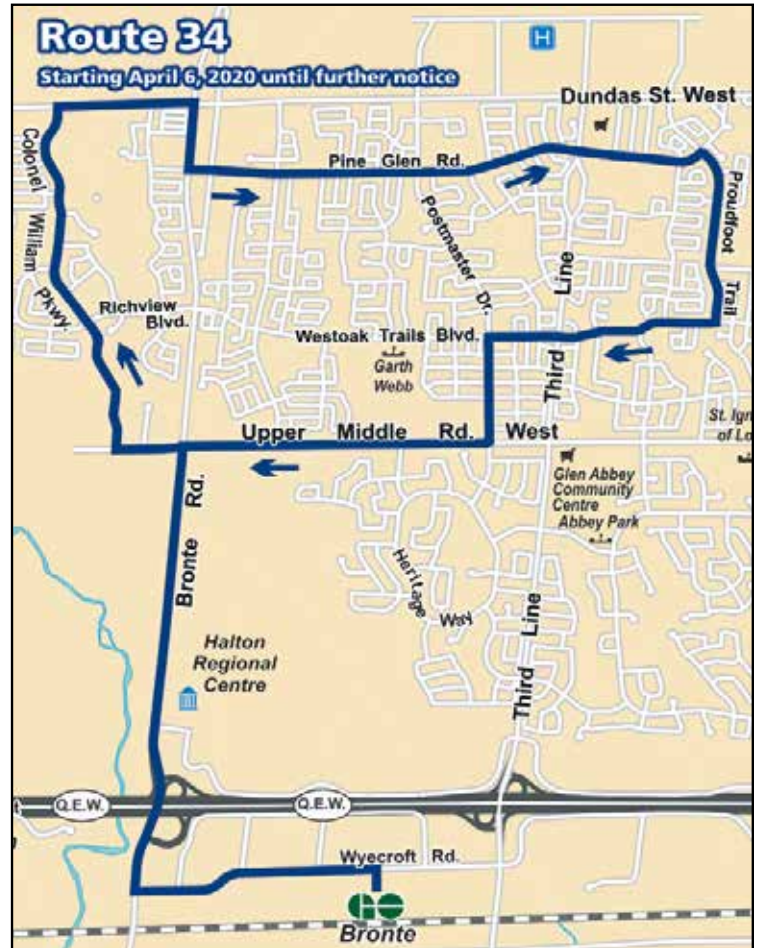 Route 34
Starting April 6, 2020 until further notice
H
Dundas St. West
Colonel William Pkwy.
Pine Glen Rd.
Proudfoot Trail
Postmaster Dr.
Third Line
Richview
Blvd.
Westoak Trails Blvd.
Garth
Webb
St. Ign
of Lo
Upper Middle Rd. West
Glen Abbey
Community
Centre
Abbey Park
Bronte Rd.
Heritage Way
Halton
Regional
Centre
Third Line
Q.E.W.
Q.E.W.
Wyecroft Rd.
GO
Bronte